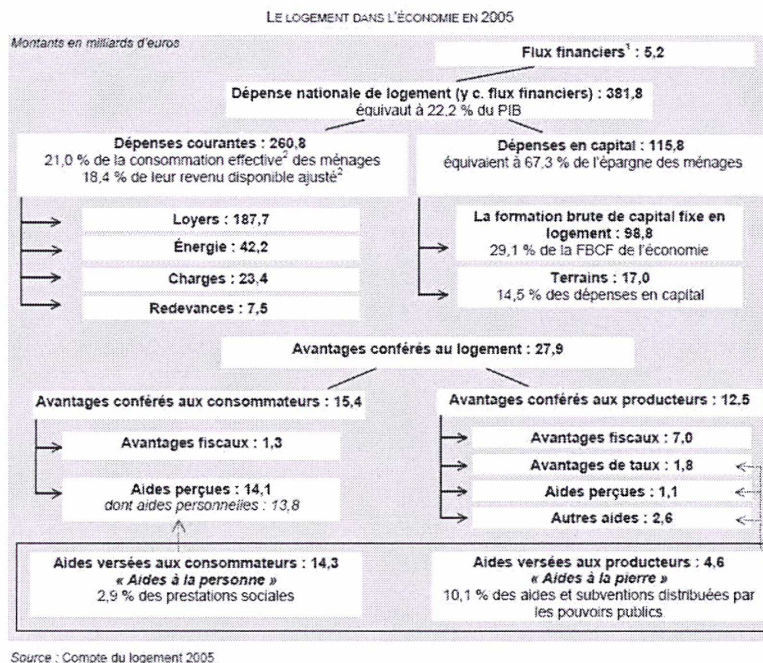 LE LOGEMENT DANS L'ÉCONOMIE EN 2005
Montants en milliards d'euros
Flux financiers¹ : 5,2
Dépense nationale de logement (y c. flux financiers) : 381,8
équivaut à 22,2 % du PIB
Dépenses courantes : 260,8
21,0 % de la consommation effective² des ménages
18,4 % de leur revenu disponible ajusté²
Dépenses en capital : 115,8
équivaient à 67,3 % de l'épargne des ménages
Loyers : 187,7
Énergie : 42,2
Charges : 23,4
Redevances : 7,5
La formation brute de capital fixe en
logement : 98,8
29,1 % de la FBCF de l'économie
Terrains : 17,0
14,5 % des dépenses en capital
Avantages conférés au logement : 27,9
Avantages conférés aux consommateurs : 15,4
Avantages fiscaux : 1,3
Aides perçues : 14,1
dont aides personnelles : 13,8
Avantages conférés aux producteurs : 12,5
Avantages fiscaux : 7,0
Avantages de taux : 1,8
Aides perçues : 1,1
Autres aides : 2,6
Aides versées aux consommateurs : 14,3
« Aides à la personne »
2,9 % des prestations sociales
Aides versées aux producteurs : 4,6
« Aides à la pierre »
10,1 % des aides et subventions distribuées par
les pouvoirs publics
Source : Compte du logement 2005